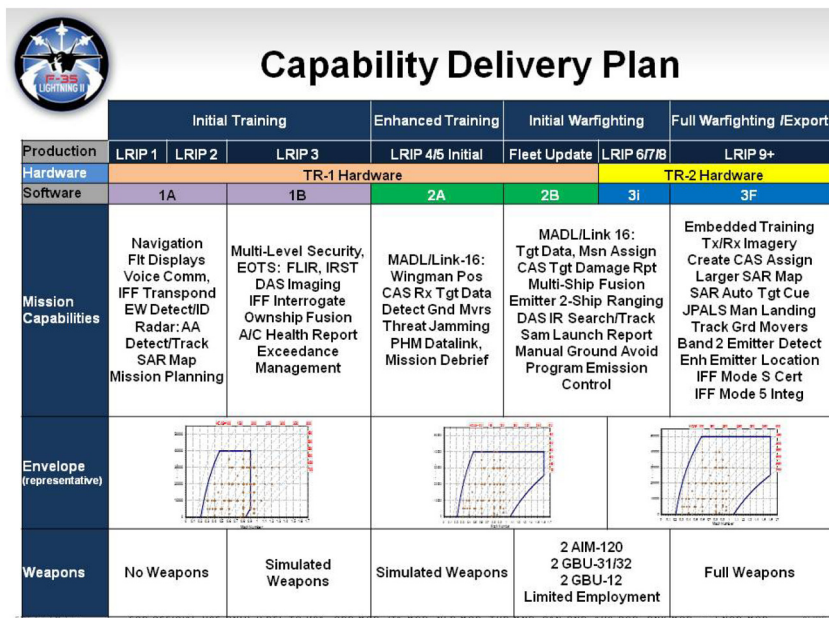 F-35
LIGHTNING II
Capability Delivery Plan
Initial Training
Enhanced Training
Initial Warfighting
Full Warfighting /Export
Production
LRIP 1
LRIP 2
LRIP 3
LRIP 4/5 Initial
Fleet Update
LRIP 6/7/8
LRIP 9+
Hardware
TR-1 Hardware
TR-2 Hardware
Software
1A
1B
2A
2B
3i
3F
Mission
Capabilities
Navigation
Flt Displays
Voice Comm,
IFF Transpond
EW Detect/ID
Radar: AA
Detect/Track
SAR Map
Mission Planning
Multi-Level Security,
EOTS: FLIR, IRST
DAS Imaging
IFF Interrogate
Ownship Fusion
A/C Health Report
Exceedance
Management
MADL/Link-16:
Wingman Pos
CAS Rx Tgt Data
Detect Gnd Mvrs
Threat Jamming
PHM Datalink,
Mission Debrief
MADL/Link 16:
Tgt Data, Msn Assign
CAS Tgt Damage Rpt
Multi-Ship Fusion
Emitter 2-Ship Ranging
DAS IR Search/Track
Sam Launch Report
Manual Ground Avoid
Program Emission
Control
Embedded Training
Tx/Rx Imagery
Create CAS Assign
Larger SAR Map
SAR Auto Tgt Cue
JPALS Man Landing
Track Grd Movers
Band 2 Emitter Detect
Enh Emitter Location
IFF Mode S Cert
IFF Mode 5 Integ
Envelope
(representative)
Weapons
No Weapons
Simulated
Weapons
Simulated Weapons
2 AIM-120
2 GBU-31/32
2 GBU-12
Limited Employment
Full Weapons